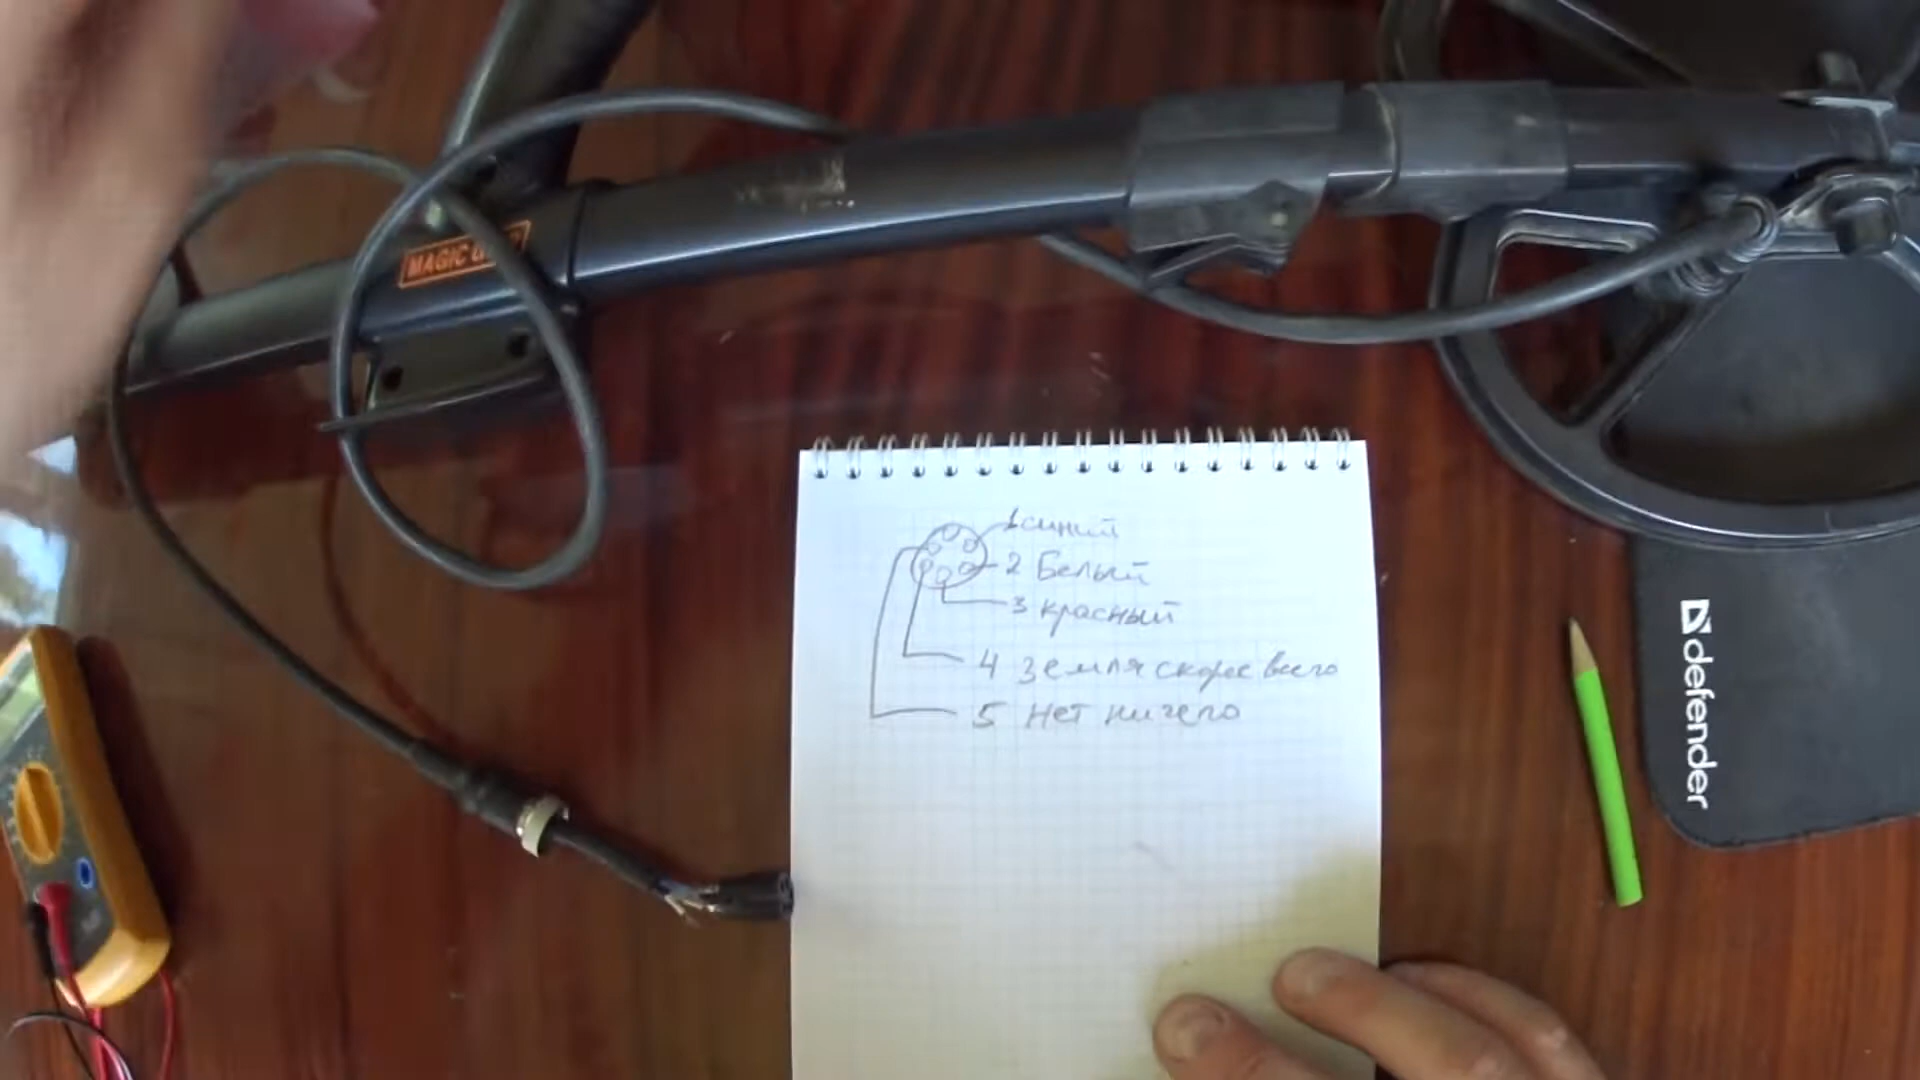 MAGIC
1 синий
2 Белый
3 красный
4 Земля скорее всего
5 Нет ничего
defender